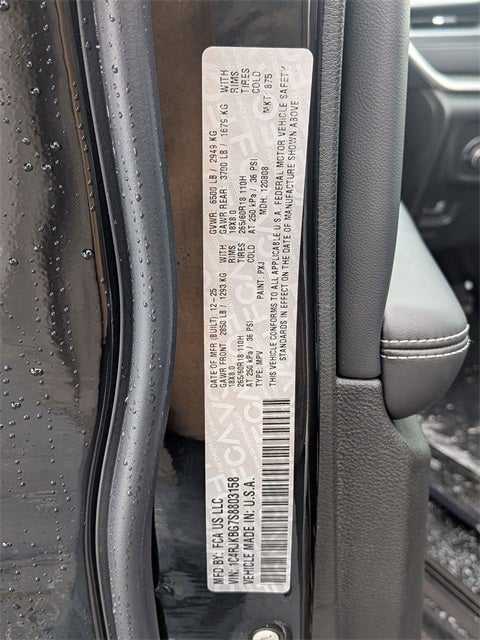 MFD BY: FCA US LLC
VIN: 1C4RJKBG7S8803158
VEHICLE MADE IN: U.S.A.
DATE OF MFR (BUILT): 12-25 GVWR: 6500 LB / 2949 KG
GAWR FRONT: 2850 LB / 1293 KG WITH GAWR REAR: 3700 LB / 1679 KG WITH
18X8.0 RIMS 18X8.0 RIMS
265/60R18 110H TIRES 265/60R18 110H TIRES
AT 250 kPa / 36 PSI COLD AT 250 kPa / 36 PSI COLD
TYPE: MPV PAINT: PXJ MDH: 120808 MKT: 875
THIS VEHICLE CONFORMS TO ALL APPLICABLE U.S.A. FEDERAL MOTOR VEHICLE SAFETY
STANDARDS IN EFFECT ON THE DATE OF MANUFACTURE SHOWN ABOVE.